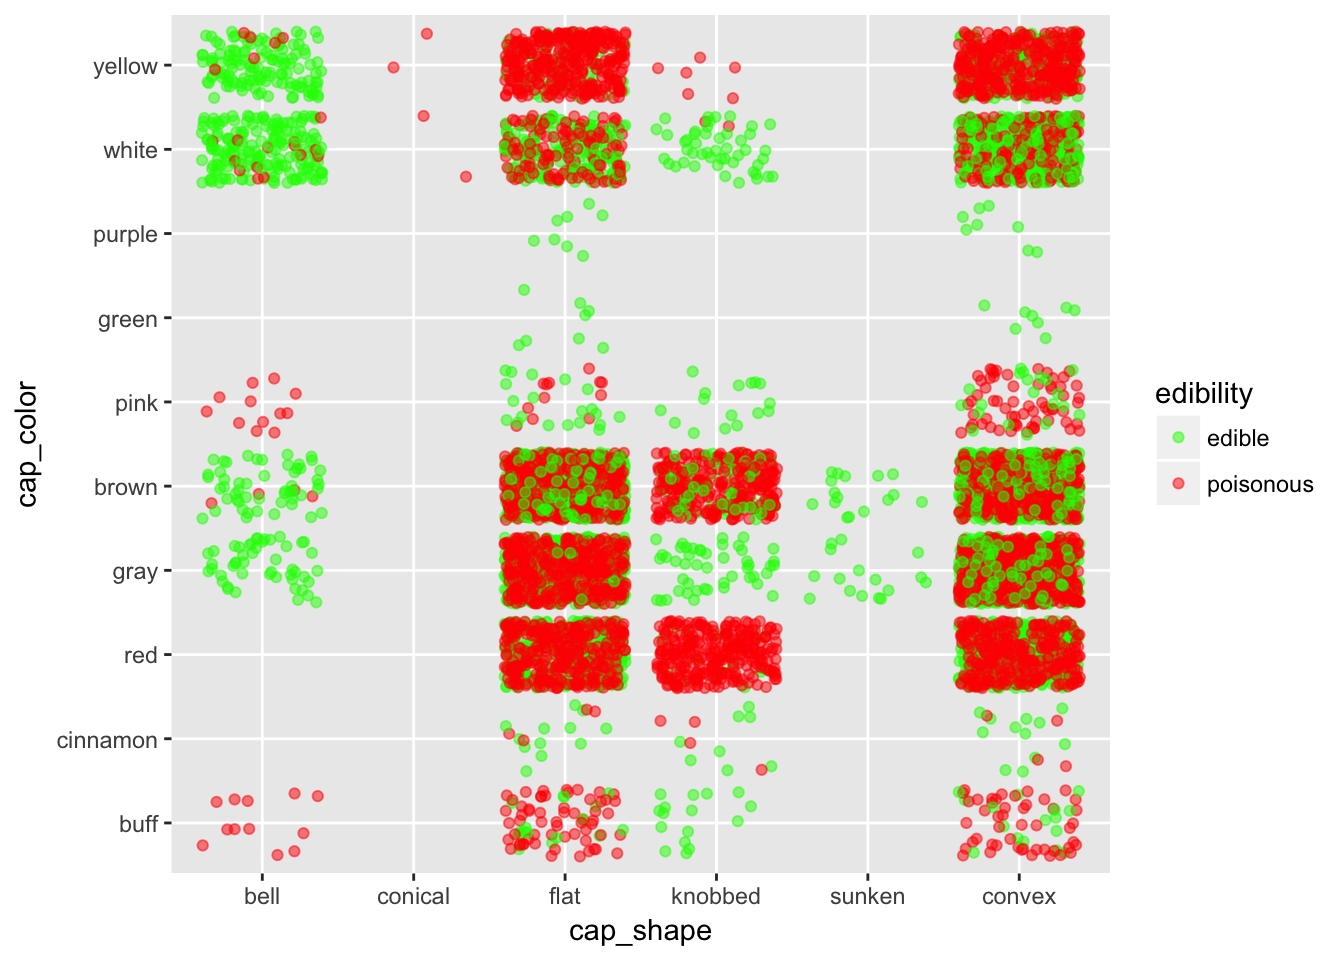 yellow
white
purple
green
pink
brown
gray
red
cinnamon
buff
cap_color
bell conical flat knobbed sunken convex
cap_shape
edibility
edible
poisonous